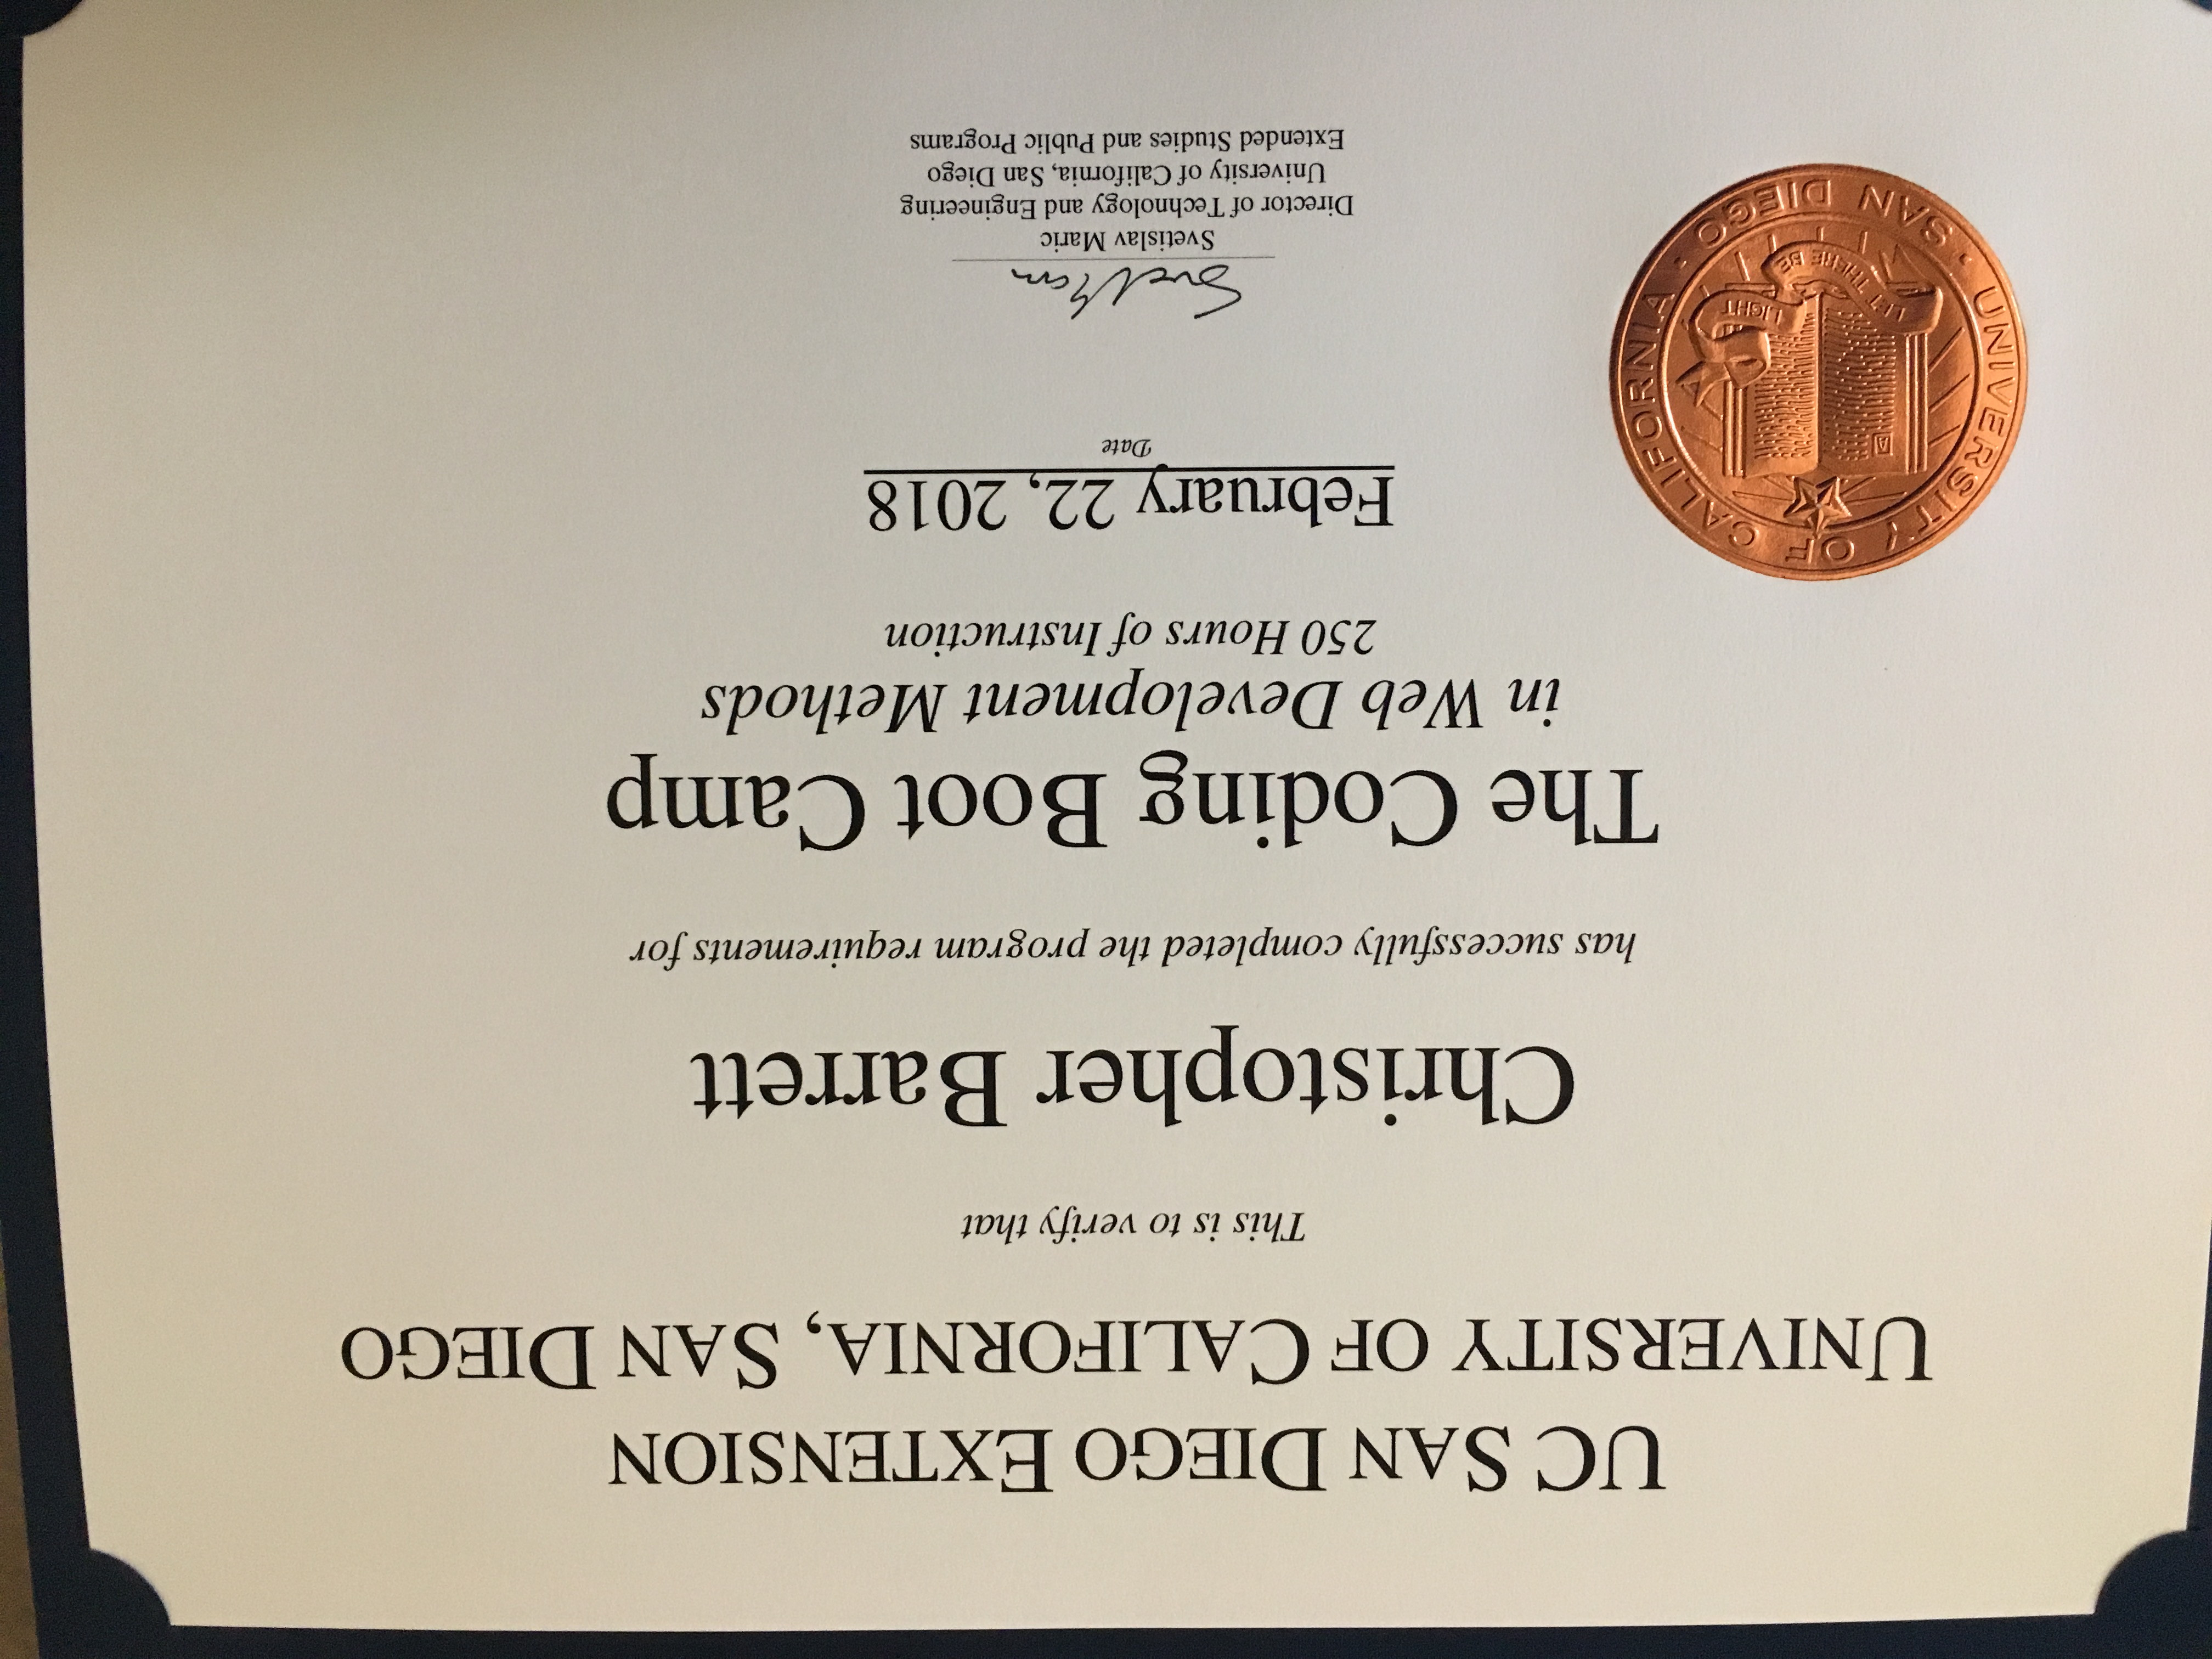 UC SAN DIEGO EXTENSION
UNIVERSITY OF CALIFORNIA, SAN DIEGO
This is to verify that
Christopher Barrett
has successfully completed the program requirements for
The Coding Boot Camp
in Web Development Methods
250 Hours of Instruction
February 22, 2018
Date
UNIVERSITY OF CALIFORNIA
A
LET THERE BE LIGHT
· SAN DIEGO ·
Svetislav Maric
Director of Technology and Engineering
University of California, San Diego
Extended Studies and Public Programs